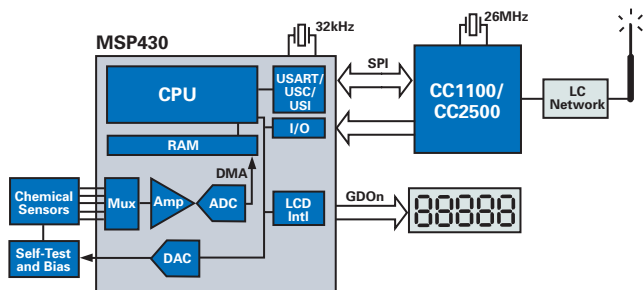 32kHz
26MHz
MSP430
CPU
USART/
USC/
USI
SPI
CC1100/
CC2500
LC
Network
I/O
RAM
DMA
Chemical
Sensors
Mux
Amp
ADC
LCD
Intl
GDOn
88888
Self-Test
and Bias
DAC